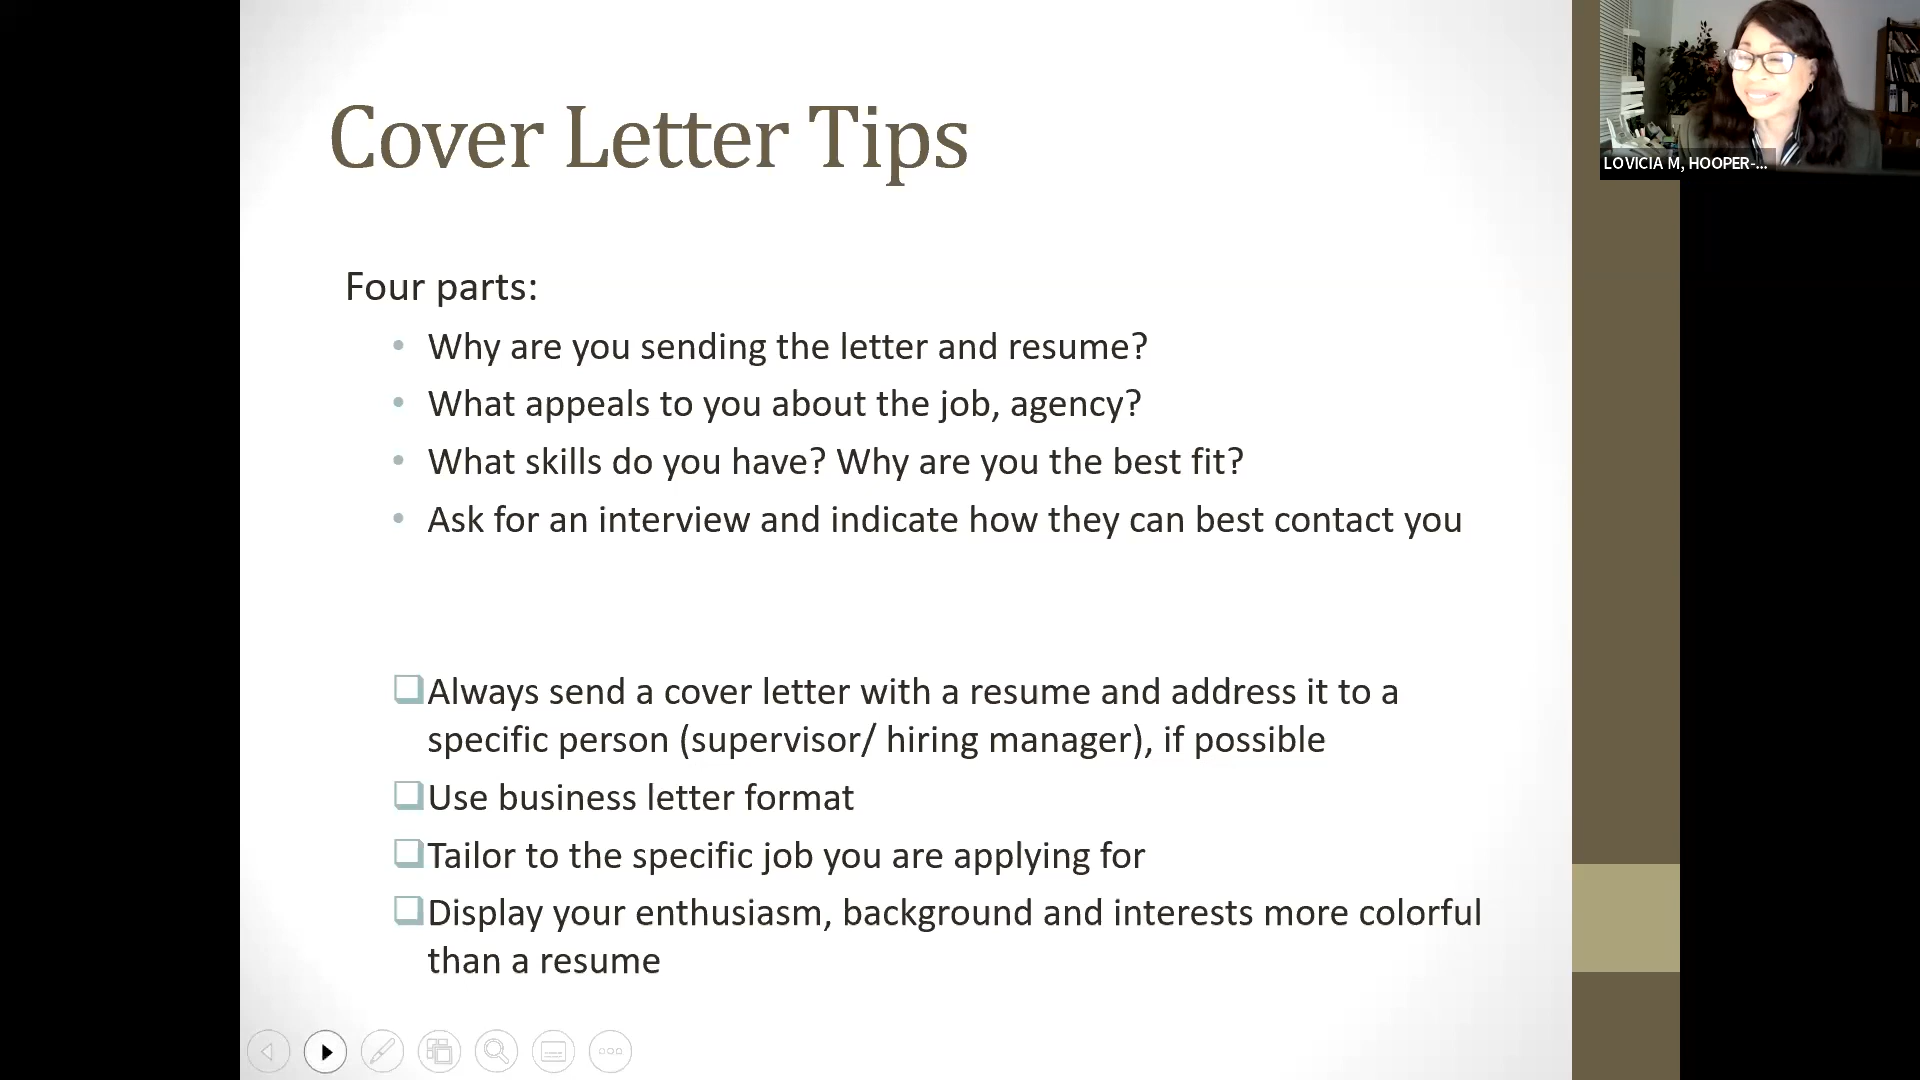 Cover Letter Tips
LOVICIA M, HOOPER-...
Four parts:
• Why are you sending the letter and resume?
• What appeals to you about the job, agency?
• What skills do you have? Why are you the best fit?
• Ask for an interview and indicate how they can best contact you
❑Always send a cover letter with a resume and address it to a
specific person (supervisor/ hiring manager), if possible
❑Use business letter format
❑Tailor to the specific job you are applying for
❑Display your enthusiasm, background and interests more colorful
than a resume